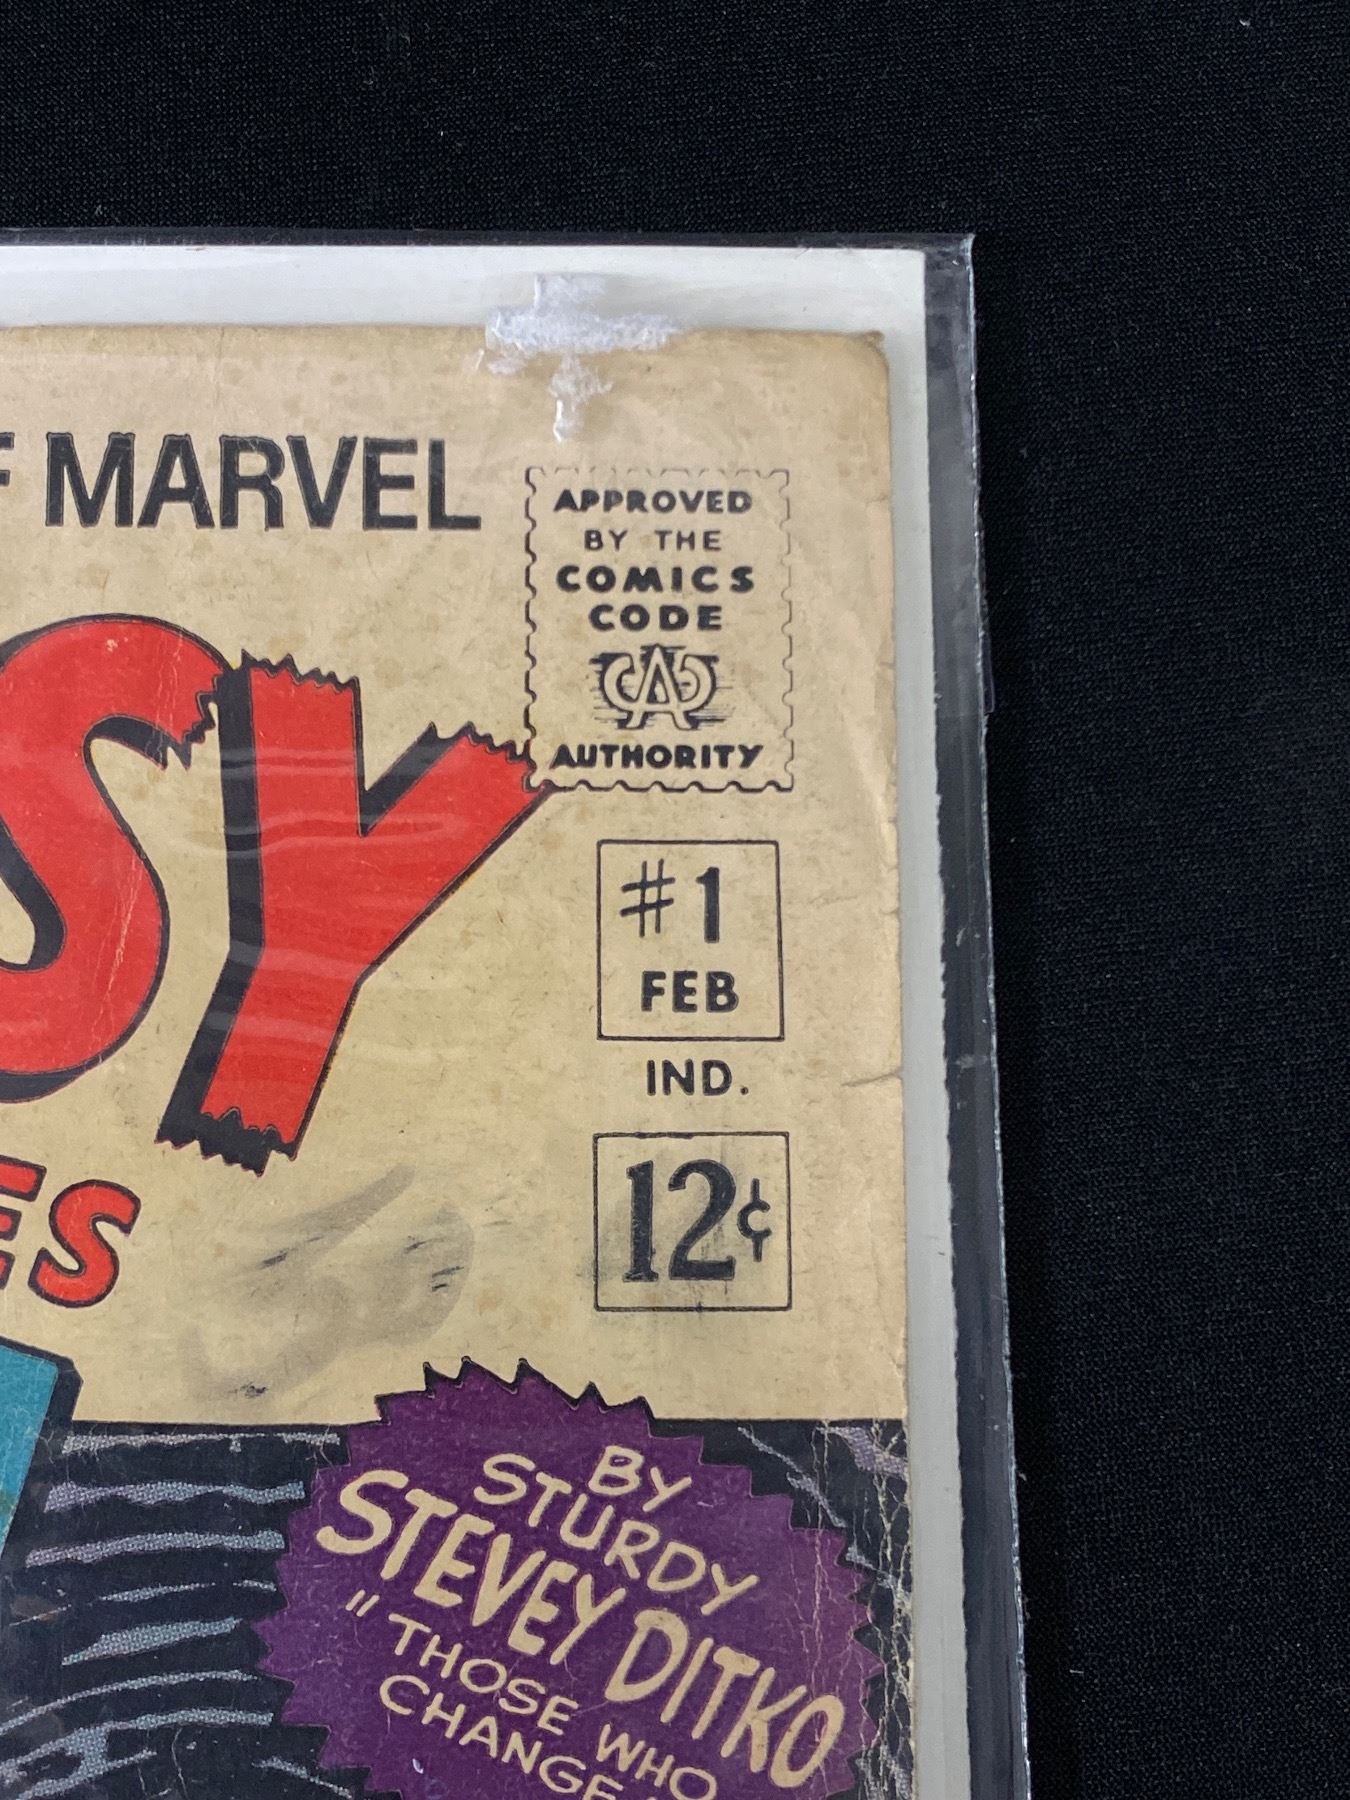 F MARVEL
APPROVED
BY THE
COMICS
CODE
CA
AUTHORITY
SY
#1
FEB
IND.
12¢
ES
BY
STURDY
STEVEY DITKO
"THOSE WHO
CHANGE